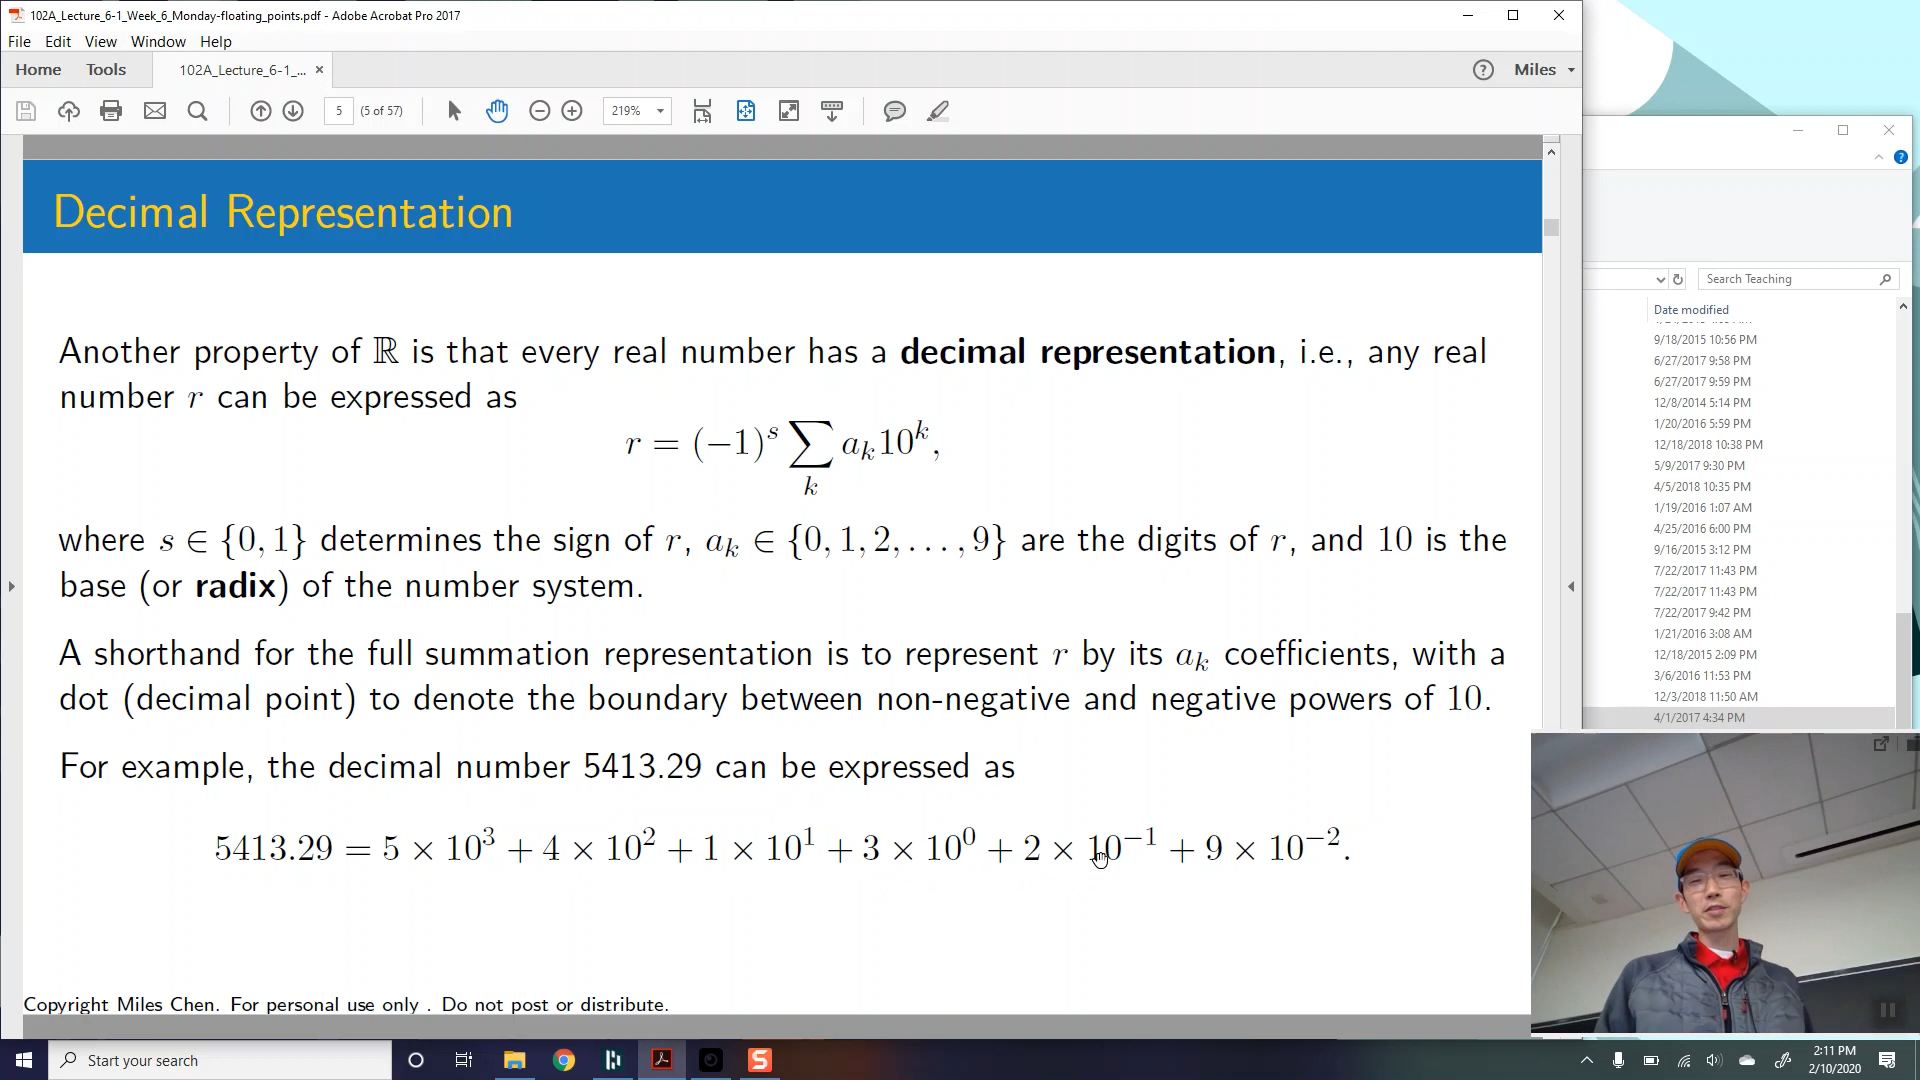 102A_Lecture_6-1_Week_6_Monday-floating_points.pdf - Adobe Acrobat Pro 2017
File Edit View Window Help
Home Tools 102A_Lecture_6-1_... × Miles
5 (5 of 57) 219%
Decimal Representation
Another property of ℝ is that every real number has a decimal representation, i.e., any real
number r can be expressed as
r = (−1)^s ∑_k a_k 10^k,
where s ∈ {0, 1} determines the sign of r, a_k ∈ {0, 1, 2, . . . , 9} are the digits of r, and 10 is the
base (or radix) of the number system.
A shorthand for the full summation representation is to represent r by its a_k coefficients, with a
dot (decimal point) to denote the boundary between non-negative and negative powers of 10.
For example, the decimal number 5413.29 can be expressed as
5413.29 = 5 × 10^3 + 4 × 10^2 + 1 × 10^1 + 3 × 10^0 + 2 × 10^−1 + 9 × 10^−2.
Copyright Miles Chen. For personal use only . Do not post or distribute.
Search Teaching
Date modified
9/18/2015 10:56 PM
6/27/2017 9:58 PM
6/27/2017 9:59 PM
12/8/2014 5:14 PM
1/20/2016 5:59 PM
12/18/2018 10:38 PM
5/9/2017 9:30 PM
4/5/2018 10:35 PM
1/19/2016 1:07 AM
4/25/2016 6:00 PM
9/16/2015 3:12 PM
7/22/2017 11:43 PM
7/22/2017 11:43 PM
7/22/2017 9:42 PM
1/21/2016 3:08 AM
12/18/2015 2:09 PM
3/6/2016 11:53 PM
12/3/2018 11:50 AM
4/1/2017 4:34 PM
Start your search
2:11 PM
2/10/2020